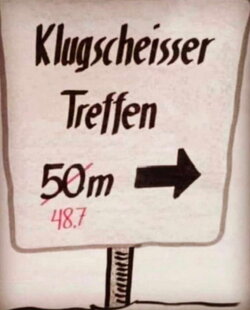 Klugscheisser
Treffen
50m
48.7